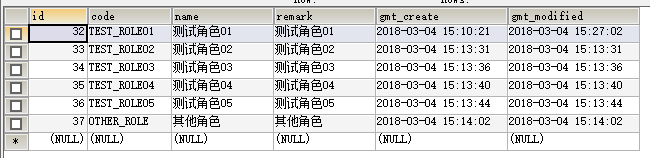 id code name remark gmt_create gmt_modified
32 TEST_ROLE01 测试角色01 测试角色01 2018-03-04 15:10:21 2018-03-04 15:27:02
33 TEST_ROLE02 测试角色02 测试角色02 2018-03-04 15:13:31 2018-03-04 15:13:31
34 TEST_ROLE03 测试角色03 测试角色03 2018-03-04 15:13:36 2018-03-04 15:13:36
35 TEST_ROLE04 测试角色04 测试角色04 2018-03-04 15:13:40 2018-03-04 15:13:40
36 TEST_ROLE05 测试角色05 测试角色05 2018-03-04 15:13:44 2018-03-04 15:13:44
37 OTHER_ROLE 其他角色 其他角色 2018-03-04 15:14:02 2018-03-04 15:14:02
* (NULL) (NULL) (NULL) (NULL) (NULL) (NULL)